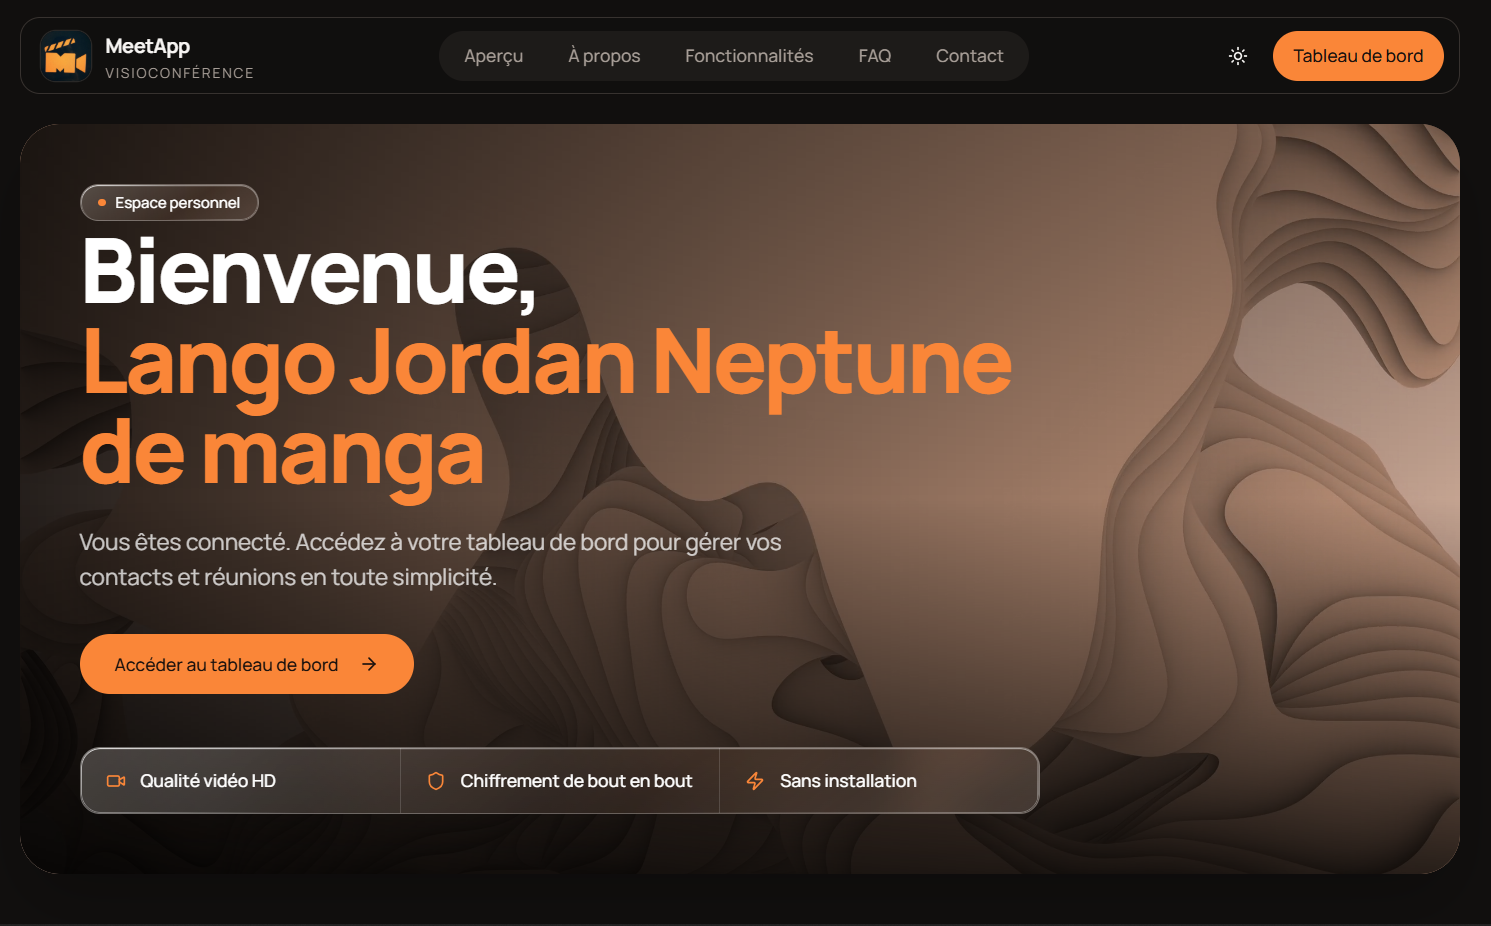 MeetApp
VISIOCONFÉRENCE
Aperçu
À propos
Fonctionnalités
FAQ
Contact
Tableau de bord
Espace personnel
Bienvenue,
Lango Jordan Neptune
de manga
Vous êtes connecté. Accédez à votre tableau de bord pour gérer vos
contacts et réunions en toute simplicité.
Accéder au tableau de bord
Qualité vidéo HD
Chiffrement de bout en bout
Sans installation